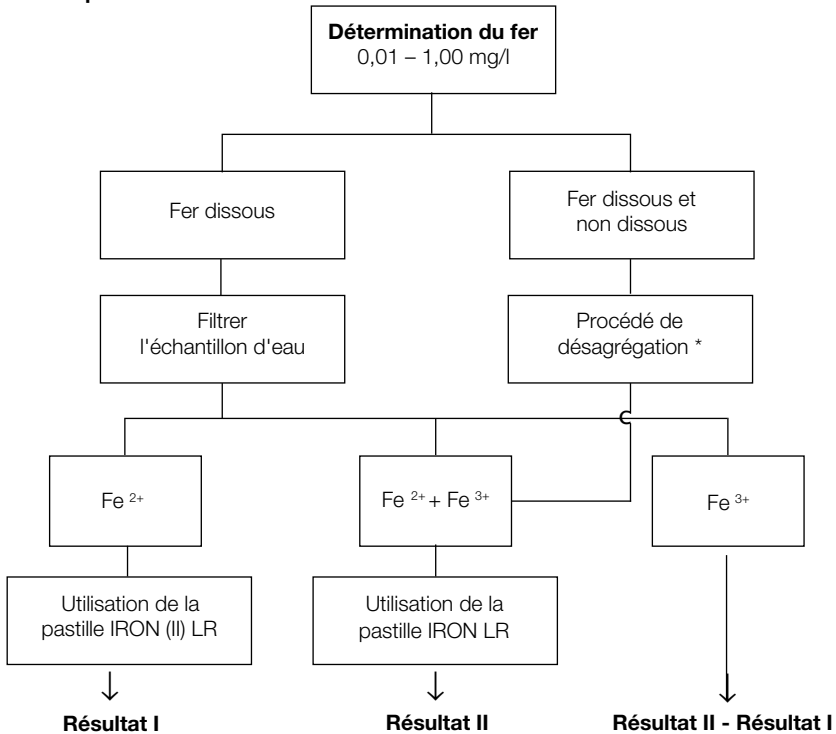 Détermination du fer
0,01 – 1,00 mg/l
Fer dissous
Fer dissous et
non dissous
Filtrer
l'échantillon d'eau
Procédé de
désagrégation *
Fe 2+
Fe 2+ + Fe 3+
Fe 3+
Utilisation de la
pastille IRON (II) LR
Utilisation de la
pastille IRON LR
Résultat I
Résultat II
Résultat II - Résultat I